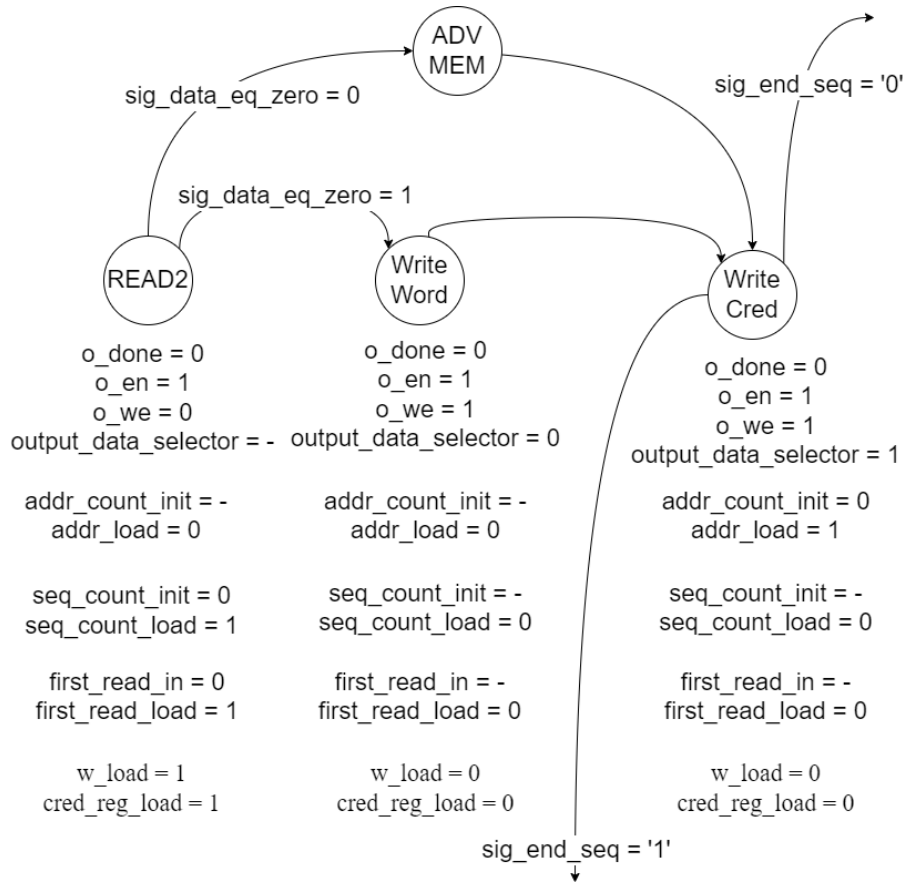 ADV
MEM
sig_end_seq = '0'
sig_data_eq_zero = 0
sig_data_eq_zero = 1
READ2
Write
Word
Write
Cred
o_done = 0
o_en = 1
o_we = 0
output_data_selector = -
addr_count_init = -
addr_load = 0
seq_count_init = 0
seq_count_load = 1
first_read_in = 0
first_read_load = 1
w_load = 1
cred_reg_load = 1
o_done = 0
o_en = 1
o_we = 1
output_data_selector = 0
addr_count_init = -
addr_load = 0
seq_count_init = -
seq_count_load = 0
first_read_in = -
first_read_load = 0
w_load = 0
cred_reg_load = 0
o_done = 0
o_en = 1
o_we = 1
output_data_selector = 1
addr_count_init = 0
addr_load = 1
seq_count_init = -
seq_count_load = 0
first_read_in = -
first_read_load = 0
w_load = 0
cred_reg_load = 0
sig_end_seq = '1'